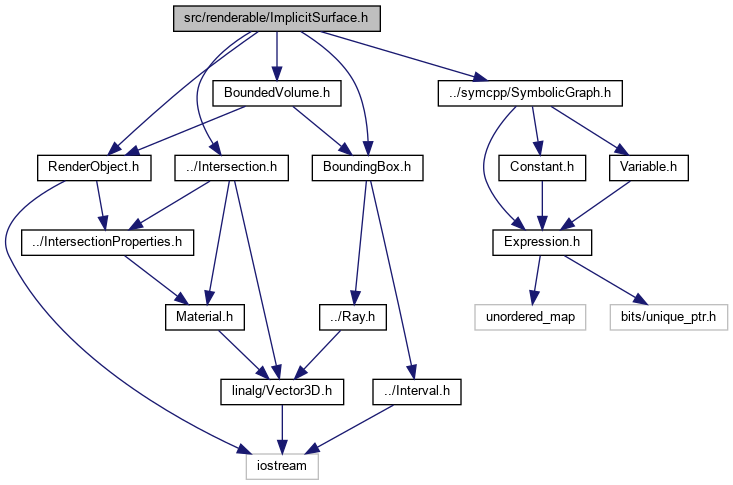 src/renderable/ImplicitSurface.h
BoundedVolume.h
../symcpp/SymbolicGraph.h
RenderObject.h
../Intersection.h
BoundingBox.h
Constant.h
Variable.h
../IntersectionProperties.h
Expression.h
Material.h
../Ray.h
unordered_map
bits/unique_ptr.h
linalg/Vector3D.h
../Interval.h
iostream